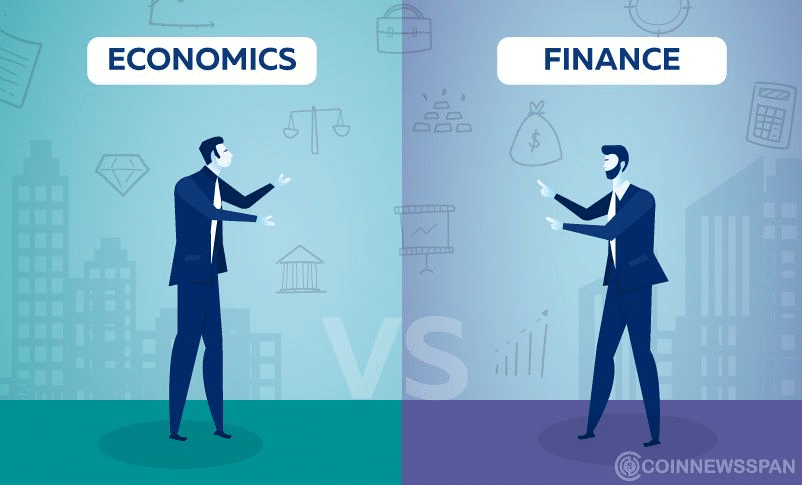 ECONOMICS
FINANCE
$
VS
COINNEWSSPAN